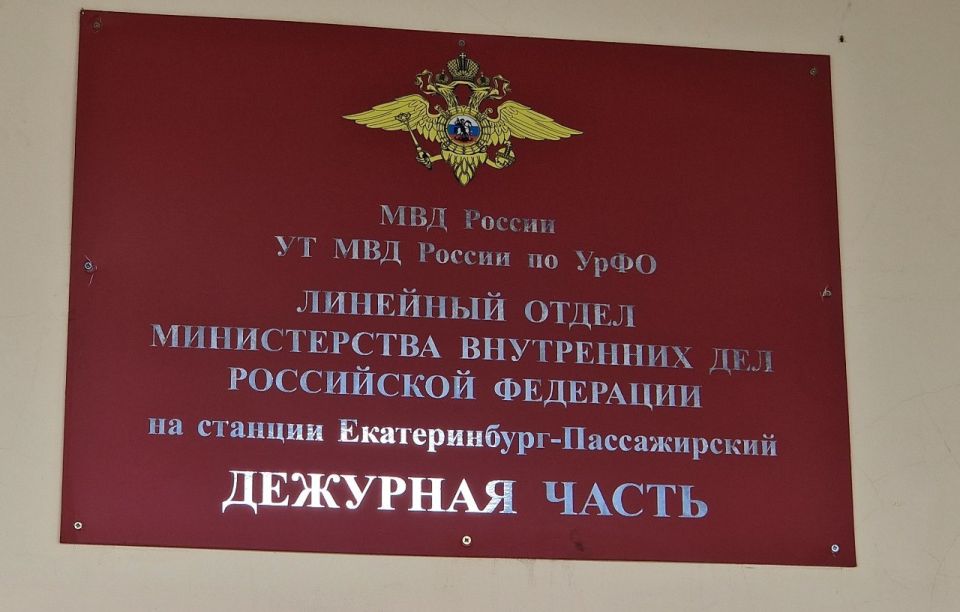 МВД России
УТ МВД России по УрФО
ЛИНЕЙНЫЙ ОТДЕЛ
МИНИСТЕРСТВА ВНУТРЕННИХ ДЕЛ
РОССИЙСКОЙ ФЕДЕРАЦИИ
на станции Екатеринбург-Пассажирский
ДЕЖУРНАЯ ЧАСТЬ